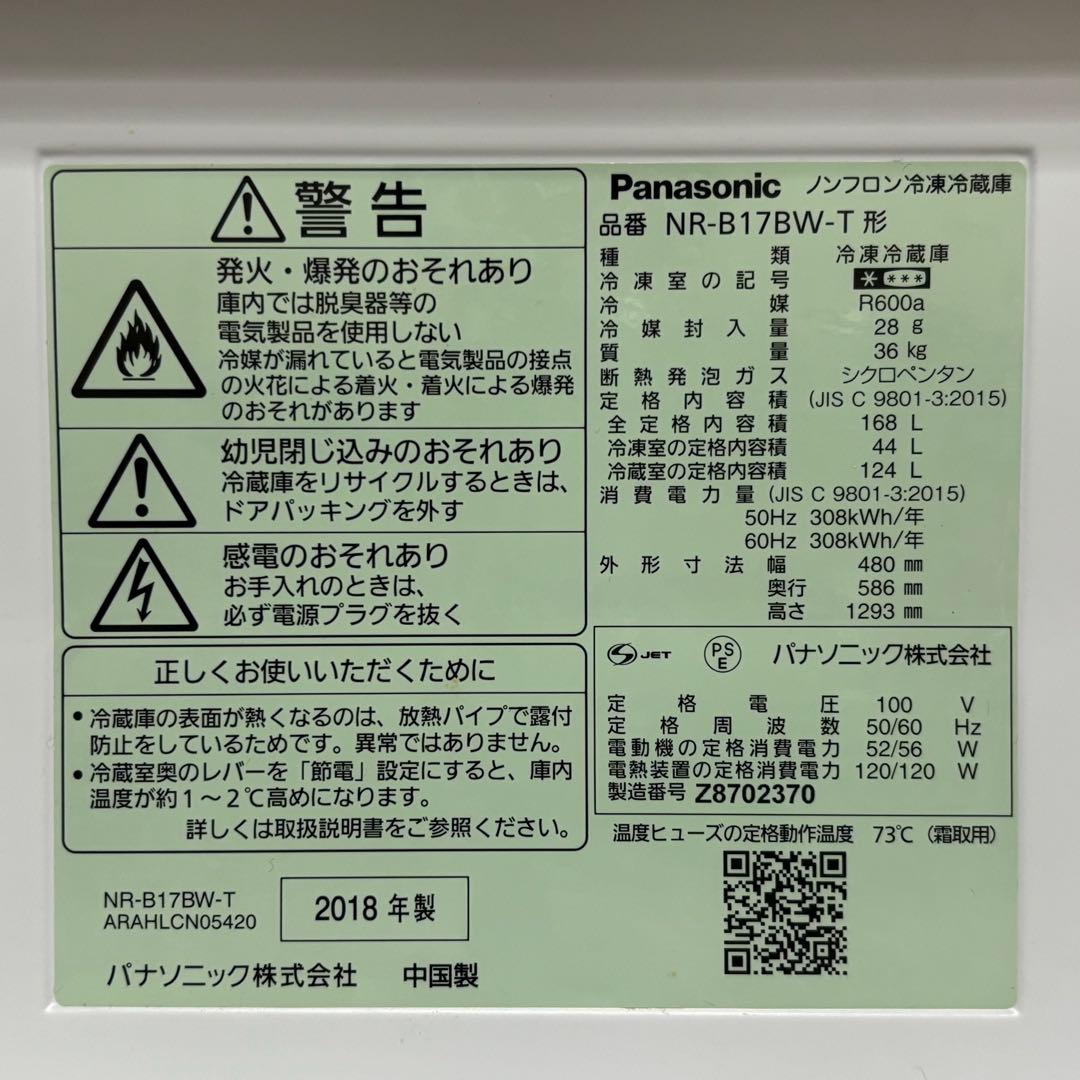 警告
発火・爆発のおそれあり
庫内では脱臭器等の
電気製品を使用しない
冷媒が漏れていると電気製品の接点
の火花による着火・着火による爆発
のおそれがあります
幼児閉じ込みのおそれあり
冷蔵庫をリサイクルするときは、
ドアパッキングを外す
感電のおそれあり
お手入れのときは、
必ず電源プラグを抜く
正しくお使いいただくために
• 冷蔵庫の表面が熱くなるのは、放熱パイプで露付
防止をしているためです。異常ではありません。
• 冷蔵室奥のレバーを「節電」設定にすると、庫内
温度が約1～2℃高めになります。
詳しくは取扱説明書をご参照ください。
NR-B17BW-T
ARAHLCN05420
2018 年製
パナソニック株式会社 中国製
Panasonic ノンフロン冷凍冷蔵庫
品番 NR-B17BW-T 形
種類 冷凍冷蔵庫
冷凍室の記号 * ***
冷媒 R600a
冷媒封入量 28 g
質量 36 kg
断熱発泡ガス シクロペンタン
定格内容積 (JIS C 9801-3:2015)
全定格内容積 168 L
冷凍室の定格内容積 44 L
冷蔵室の定格内容積 124 L
消費電力量 (JIS C 9801-3:2015)
50Hz 308kWh/年
60Hz 308kWh/年
外形寸法 幅 480 mm
奥行 586 mm
高さ 1293 mm
S JET PS E パナソニック株式会社
定格電圧 100 V
定格周波数 50/60 Hz
電動機の定格消費電力 52/56 W
電熱装置の定格消費電力 120/120 W
製造番号 Z8702370
温度ヒューズの定格動作温度 73℃（霜取用）